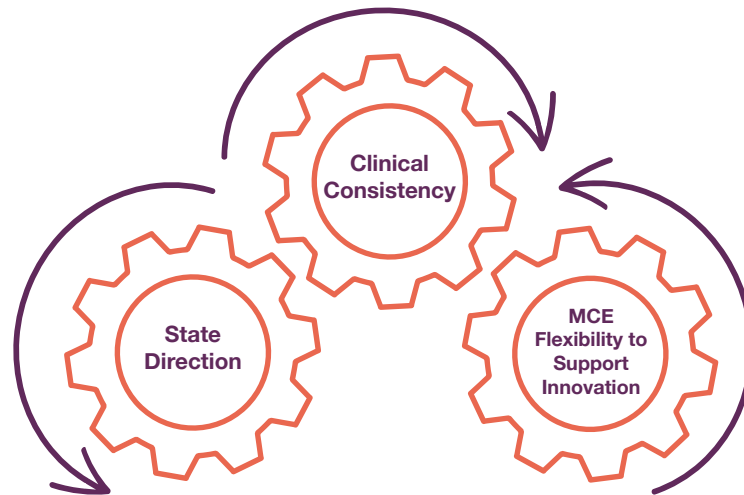 Clinical
Consistency
State
Direction
MCE
Flexibility to
Support
Innovation